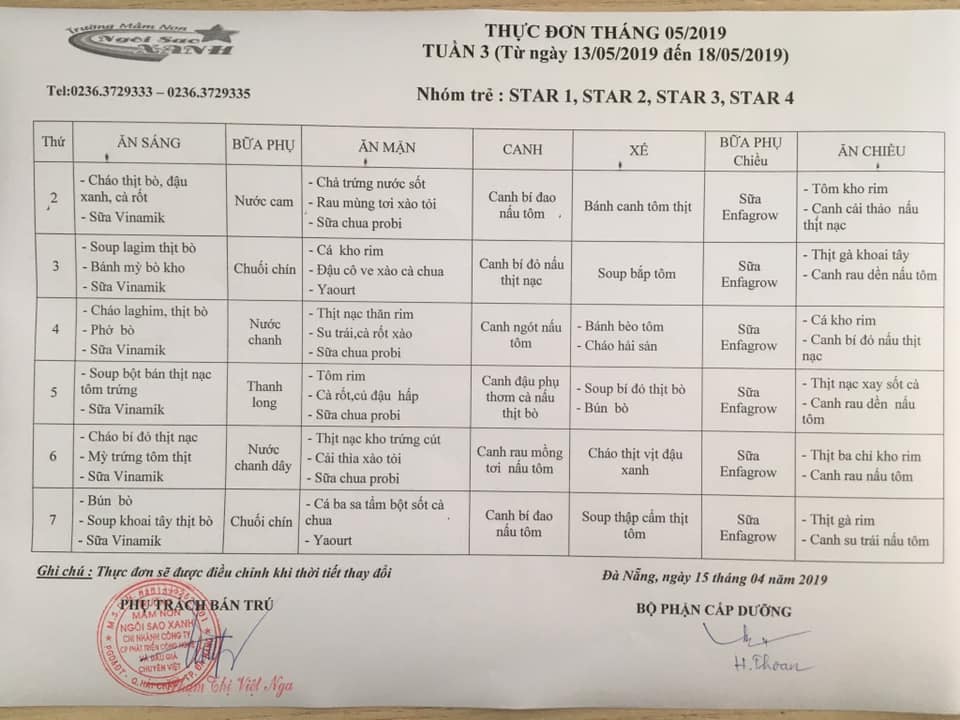 Trường Mầm Non
Ngôi Sao
XANH
THỰC ĐƠN THÁNG 05/2019
TUẦN 3 (Từ ngày 13/05/2019 đến 18/05/2019)
Tel:0236.3729333 – 0236.3729335
Nhóm trẻ : STAR 1, STAR 2, STAR 3, STAR 4
Thứ
ĂN SÁNG
BỮA PHỤ
ĂN MẶN
CANH
XẾ
BỮA PHỤ
Chiều
ĂN CHIỀU
2
- Cháo thịt bò, đậu
xanh, cà rốt
- Sữa Vinamik
Nước cam
- Chả trứng nước sốt
- Rau mùng tơi xào tỏi
- Sữa chua probi
Canh bí đao
nấu tôm
Bánh canh tôm thịt
Sữa
Enfagrow
- Tôm kho rim
- Canh cải thảo nấu
thịt nạc
3
- Soup lagim thịt bò
- Bánh mỳ bò kho
- Sữa Vinamik
Chuối chín
- Cá kho rim
- Đậu cô ve xào cà chua
- Yaourt
Canh bí đỏ nấu
thịt nạc
Soup bắp tôm
Sữa
Enfagrow
- Thịt gà khoai tây
- Canh rau dền nấu tôm
4
- Cháo laghim, thịt bò
- Phở bò
- Sữa Vinamik
Nước
chanh
- Thịt nạc thăn rim
- Su trái,cà rốt xào
- Sữa chua probi
Canh ngót nấu
tôm
- Bánh bèo tôm
- Cháo hải sản
Sữa
Enfagrow
- Cá kho rim
- Canh bí đỏ nấu thịt
nạc
5
- Soup bột bán thịt nạc
tôm trứng
- Sữa Vinamik
Thanh
long
- Tôm rim
- Cà rốt,củ đậu hấp
- Sữa chua probi
Canh đậu phụ
thơm cà nấu
thịt bò
- Soup bí đỏ thịt bò
- Bún bò
Sữa
Enfagrow
- Thịt nạc xay sốt cà
- Canh rau dền nấu
tôm
6
- Cháo bí đỏ thịt nạc
- Mỳ trứng tôm thịt
- Sữa Vinamik
Nước
chanh dây
- Thịt nạc kho trứng cút
- Cải thìa xào tỏi
- Sữa chua probi
Canh rau mồng
tơi nấu tôm
Cháo thịt vịt đậu
xanh
Sữa
Enfagrow
- Thịt ba chỉ kho rim
- Canh rau nấu tôm
7
- Bún bò
- Soup khoai tây thịt bò
- Sữa Vinamik
Chuối chín
- Cá ba sa tẩm bột sốt cà
chua
- Yaourt
Canh bí đao
nấu tôm
Soup thập cẩm thịt
tôm
Sữa
Enfagrow
- Thịt gà rim
- Canh su trái nấu tôm
Ghi chú : Thực đơn sẽ được điều chỉnh khi thời tiết thay đổi
Đà Nẵng, ngày 15 tháng 04 năm 2019
PHỤ TRÁCH BÁN TRÚ
BỘ PHẬN CẤP DƯỠNG
MẦM NON
NGÔI SAO XANH
CHI NHÁNH CÔNG TY
VÀ ĐẤU GIÁ
CHUYÊN VIỆT
Phạm Thị Việt Nga
H.Thoan